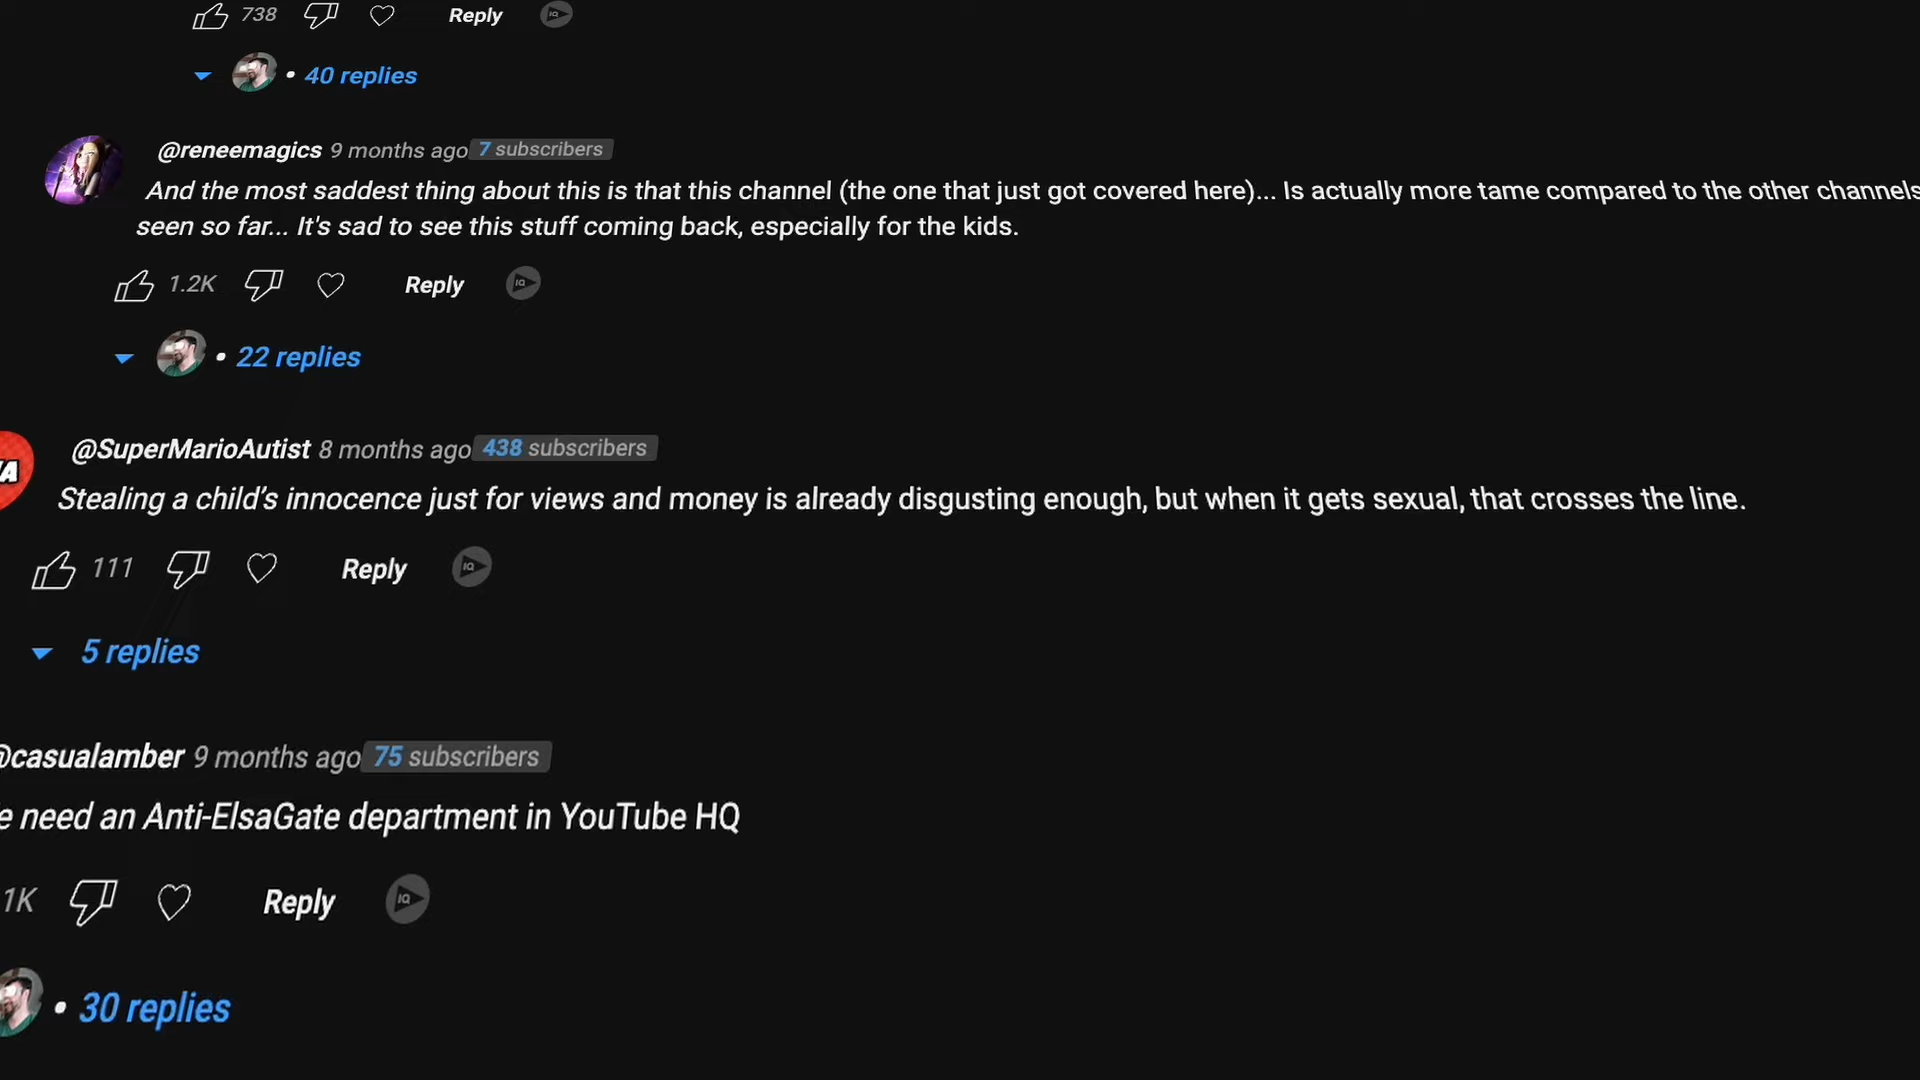 738 Reply
40 replies
@reneemagics 9 months ago 7 subscribers
And the most saddest thing about this is that this channel (the one that just got covered here)... Is actually more tame compared to the other channels
seen so far... It's sad to see this stuff coming back, especially for the kids.
1.2K Reply IQ
22 replies
@SuperMarioAutist 8 months ago 438 subscribers
Stealing a child's innocence just for views and money is already disgusting enough, but when it gets sexual, that crosses the line.
111 Reply IQ
5 replies
@casualamber 9 months ago 75 subscribers
e need an Anti-ElsaGate department in YouTube HQ
1K Reply IQ
30 replies